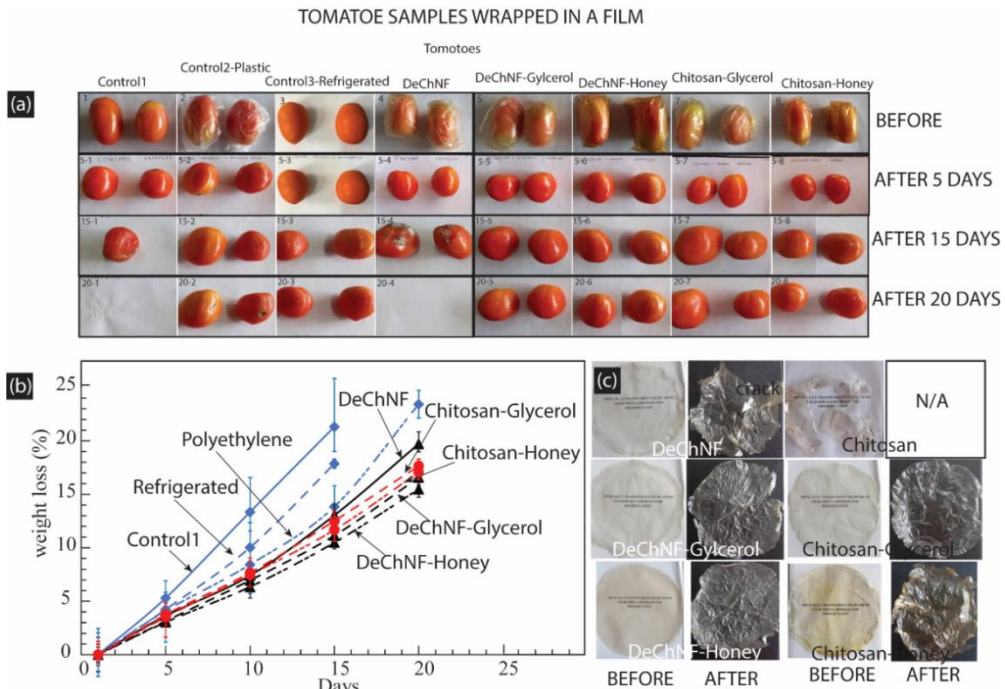 TOMATOE SAMPLES WRAPPED IN A FILM
Tomotoes
Control1
Control2-Plastic
Control3-Refrigerated
DeChNF
DeChNF-Gylcerol
DeChNF-Honey
Chitosan-Glycerol
Chitosan-Honey
(a)
1
2
3
4
5
6
7
8
BEFORE
5-1
5-2
5-3
5-4
5-5
5-6
5-7
5-8
AFTER 5 DAYS
15-1
15-2
15-3
15-4
15-5
15-6
15-7
15-8
AFTER 15 DAYS
20-1
20-2
20-3
20-4
20-5
20-6
20-7
20-8
AFTER 20 DAYS
(b)
weight loss (%)
25
20
15
10
5
0
0
5
10
15
20
25
Days
DeChNF
Chitosan-Glycerol
Polyethylene
Chitosan-Honey
Refrigerated
Control1
DeChNF-Glycerol
DeChNF-Honey
(c)
crack
N/A
DeChNF
Chitosan
DeChNF-Gylcerol
Chitosan-Glycerol
DeChNF-Honey
Chitosan-Honey
BEFORE
AFTER
BEFORE
AFTER